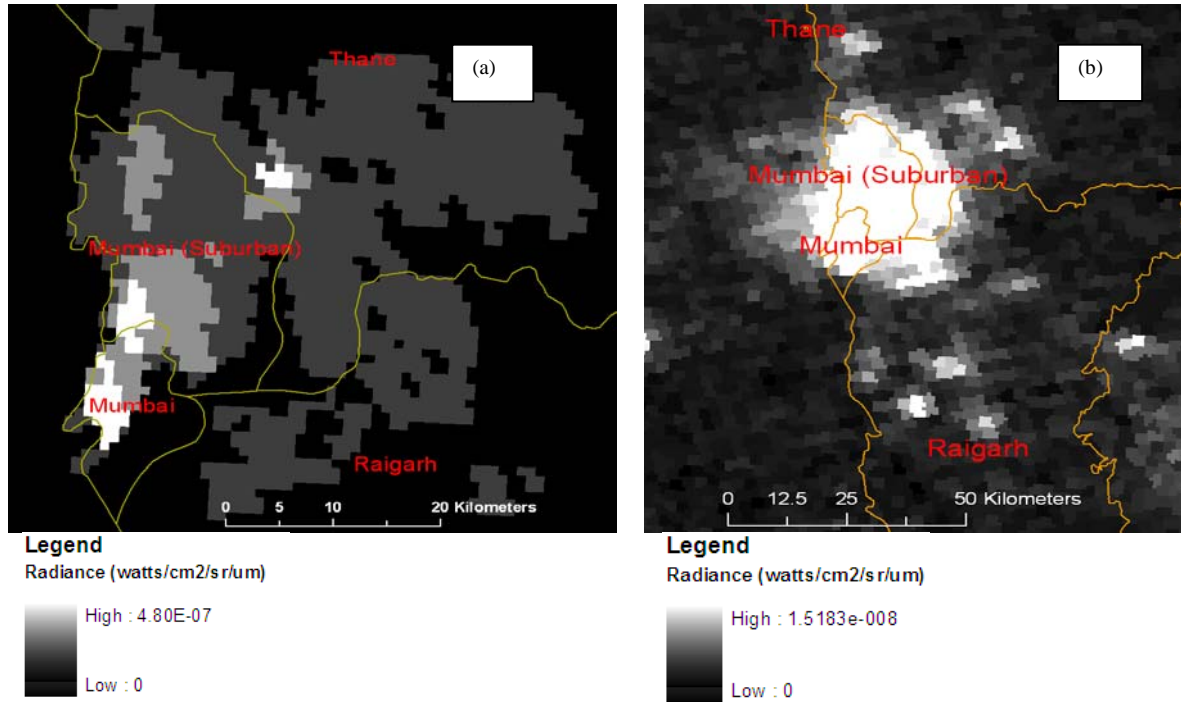 Thane
(a)
Mumbai (Suburban)
Mumbai
Raigarh
0 5 10 20 Kilometers
Legend
Radiance (watts/cm2/sr/um)
High : 4.80E-07
Low : 0
Thane
(b)
Mumbai (Suburban)
Mumbai
Raigarh
0 12.5 25 50 Kilometers
Legend
Radiance (watts/cm2/sr/um)
High : 1.5183e-008
Low : 0